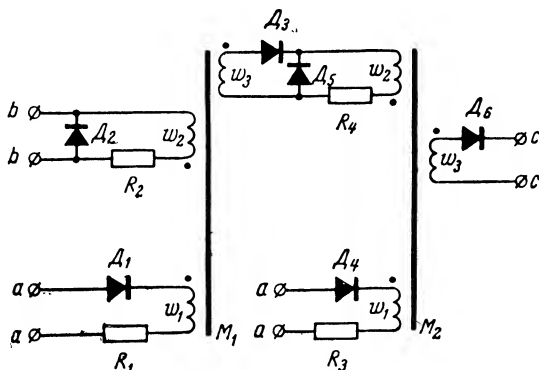 Д₃
w₃ Д₅ w₂
R₄
b Д₂ w₂
b R₂
Д₆ c
w₃ c
Д₁ Д₄
a w₁ a w₁
a R₁ M₁ a R₃ M₂